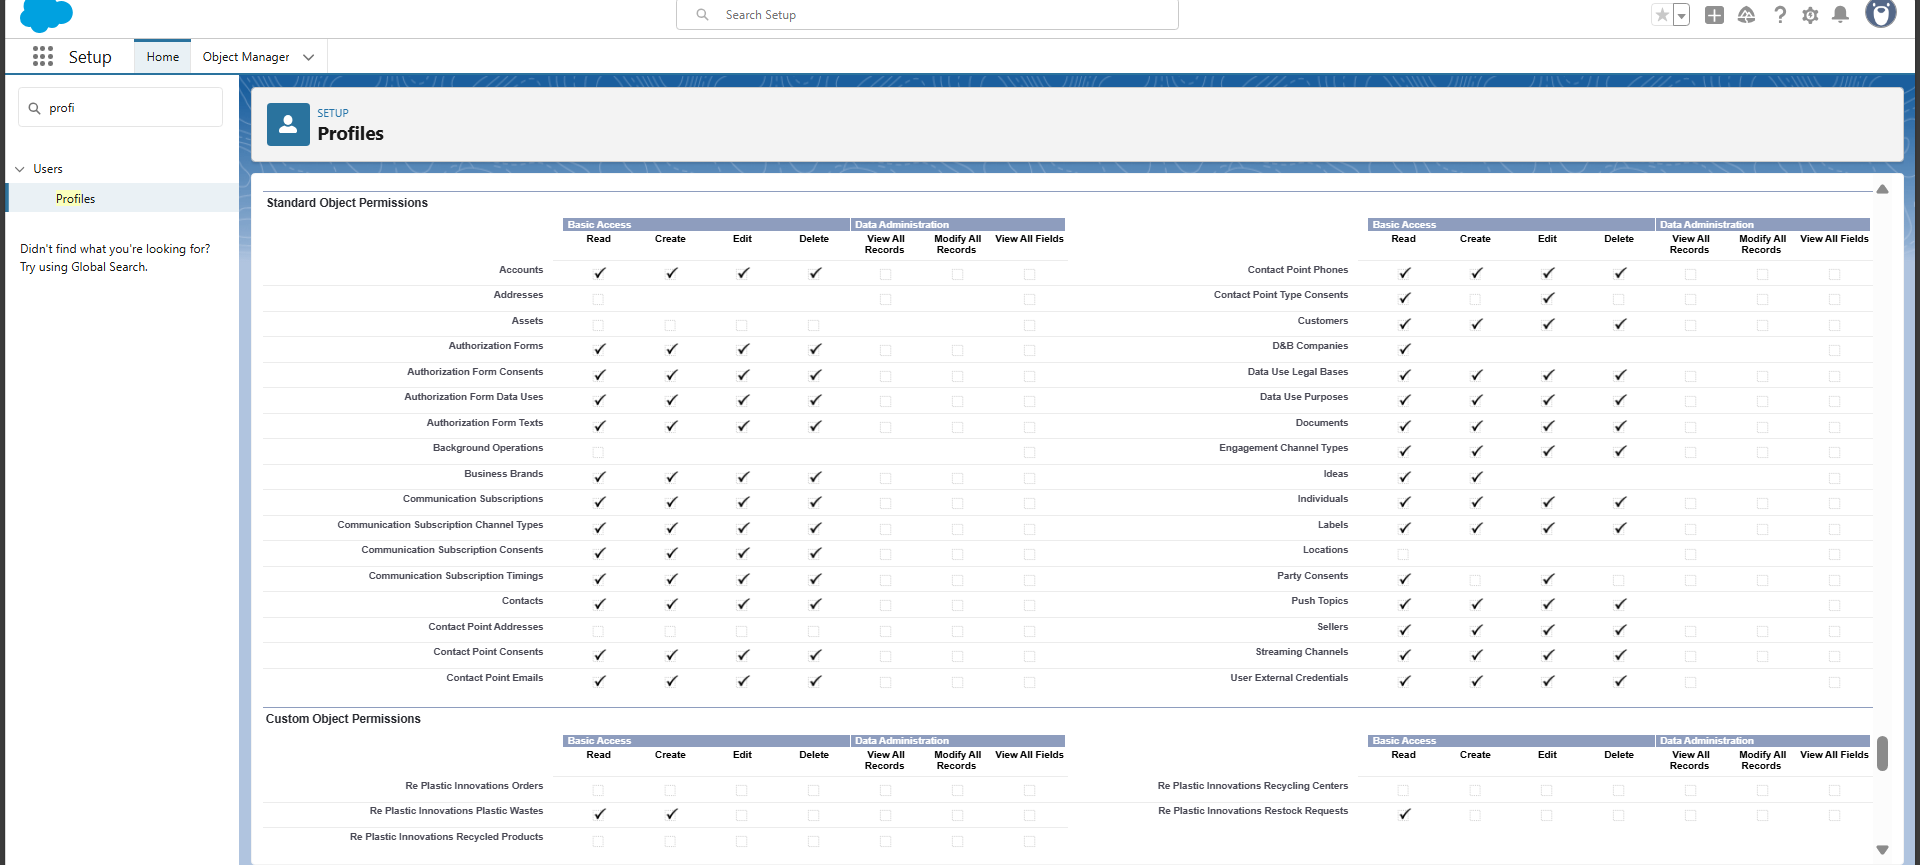 Search Setup
Setup
Home
Object Manager
profi
Users
Profiles
Didn't find what you're looking for?
Try using Global Search.
SETUP
Profiles
Standard Object Permissions
Basic Access Data Administration
Read Create Edit Delete View All Records Modify All Records View All Fields
Accounts
Addresses
Assets
Authorization Forms
Authorization Form Consents
Authorization Form Data Uses
Authorization Form Texts
Background Operations
Business Brands
Communication Subscriptions
Communication Subscription Channel Types
Communication Subscription Consents
Communication Subscription Timings
Contacts
Contact Point Addresses
Contact Point Consents
Contact Point Emails
Basic Access Data Administration
Read Create Edit Delete View All Records Modify All Records View All Fields
Contact Point Phones
Contact Point Type Consents
Customers
D&B Companies
Data Use Legal Bases
Data Use Purposes
Documents
Engagement Channel Types
Ideas
Individuals
Labels
Locations
Party Consents
Push Topics
Sellers
Streaming Channels
User External Credentials
Custom Object Permissions
Basic Access Data Administration
Read Create Edit Delete View All Records Modify All Records View All Fields
Re Plastic Innovations Orders
Re Plastic Innovations Plastic Wastes
Re Plastic Innovations Recycled Products
Basic Access Data Administration
Read Create Edit Delete View All Records Modify All Records View All Fields
Re Plastic Innovations Recycling Centers
Re Plastic Innovations Restock Requests